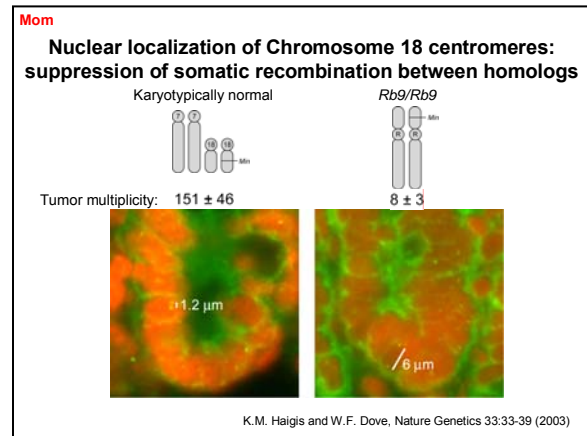 Mom
Nuclear localization of Chromosome 18 centromeres:
suppression of somatic recombination between homologs
Karyotypically normal
Rb9/Rb9
7 7
18 18
Min
Min
R R
Tumor multiplicity: 151 ± 46
8 ± 3
1.2 μm
6 μm
K.M. Haigis and W.F. Dove, Nature Genetics 33:33-39 (2003)